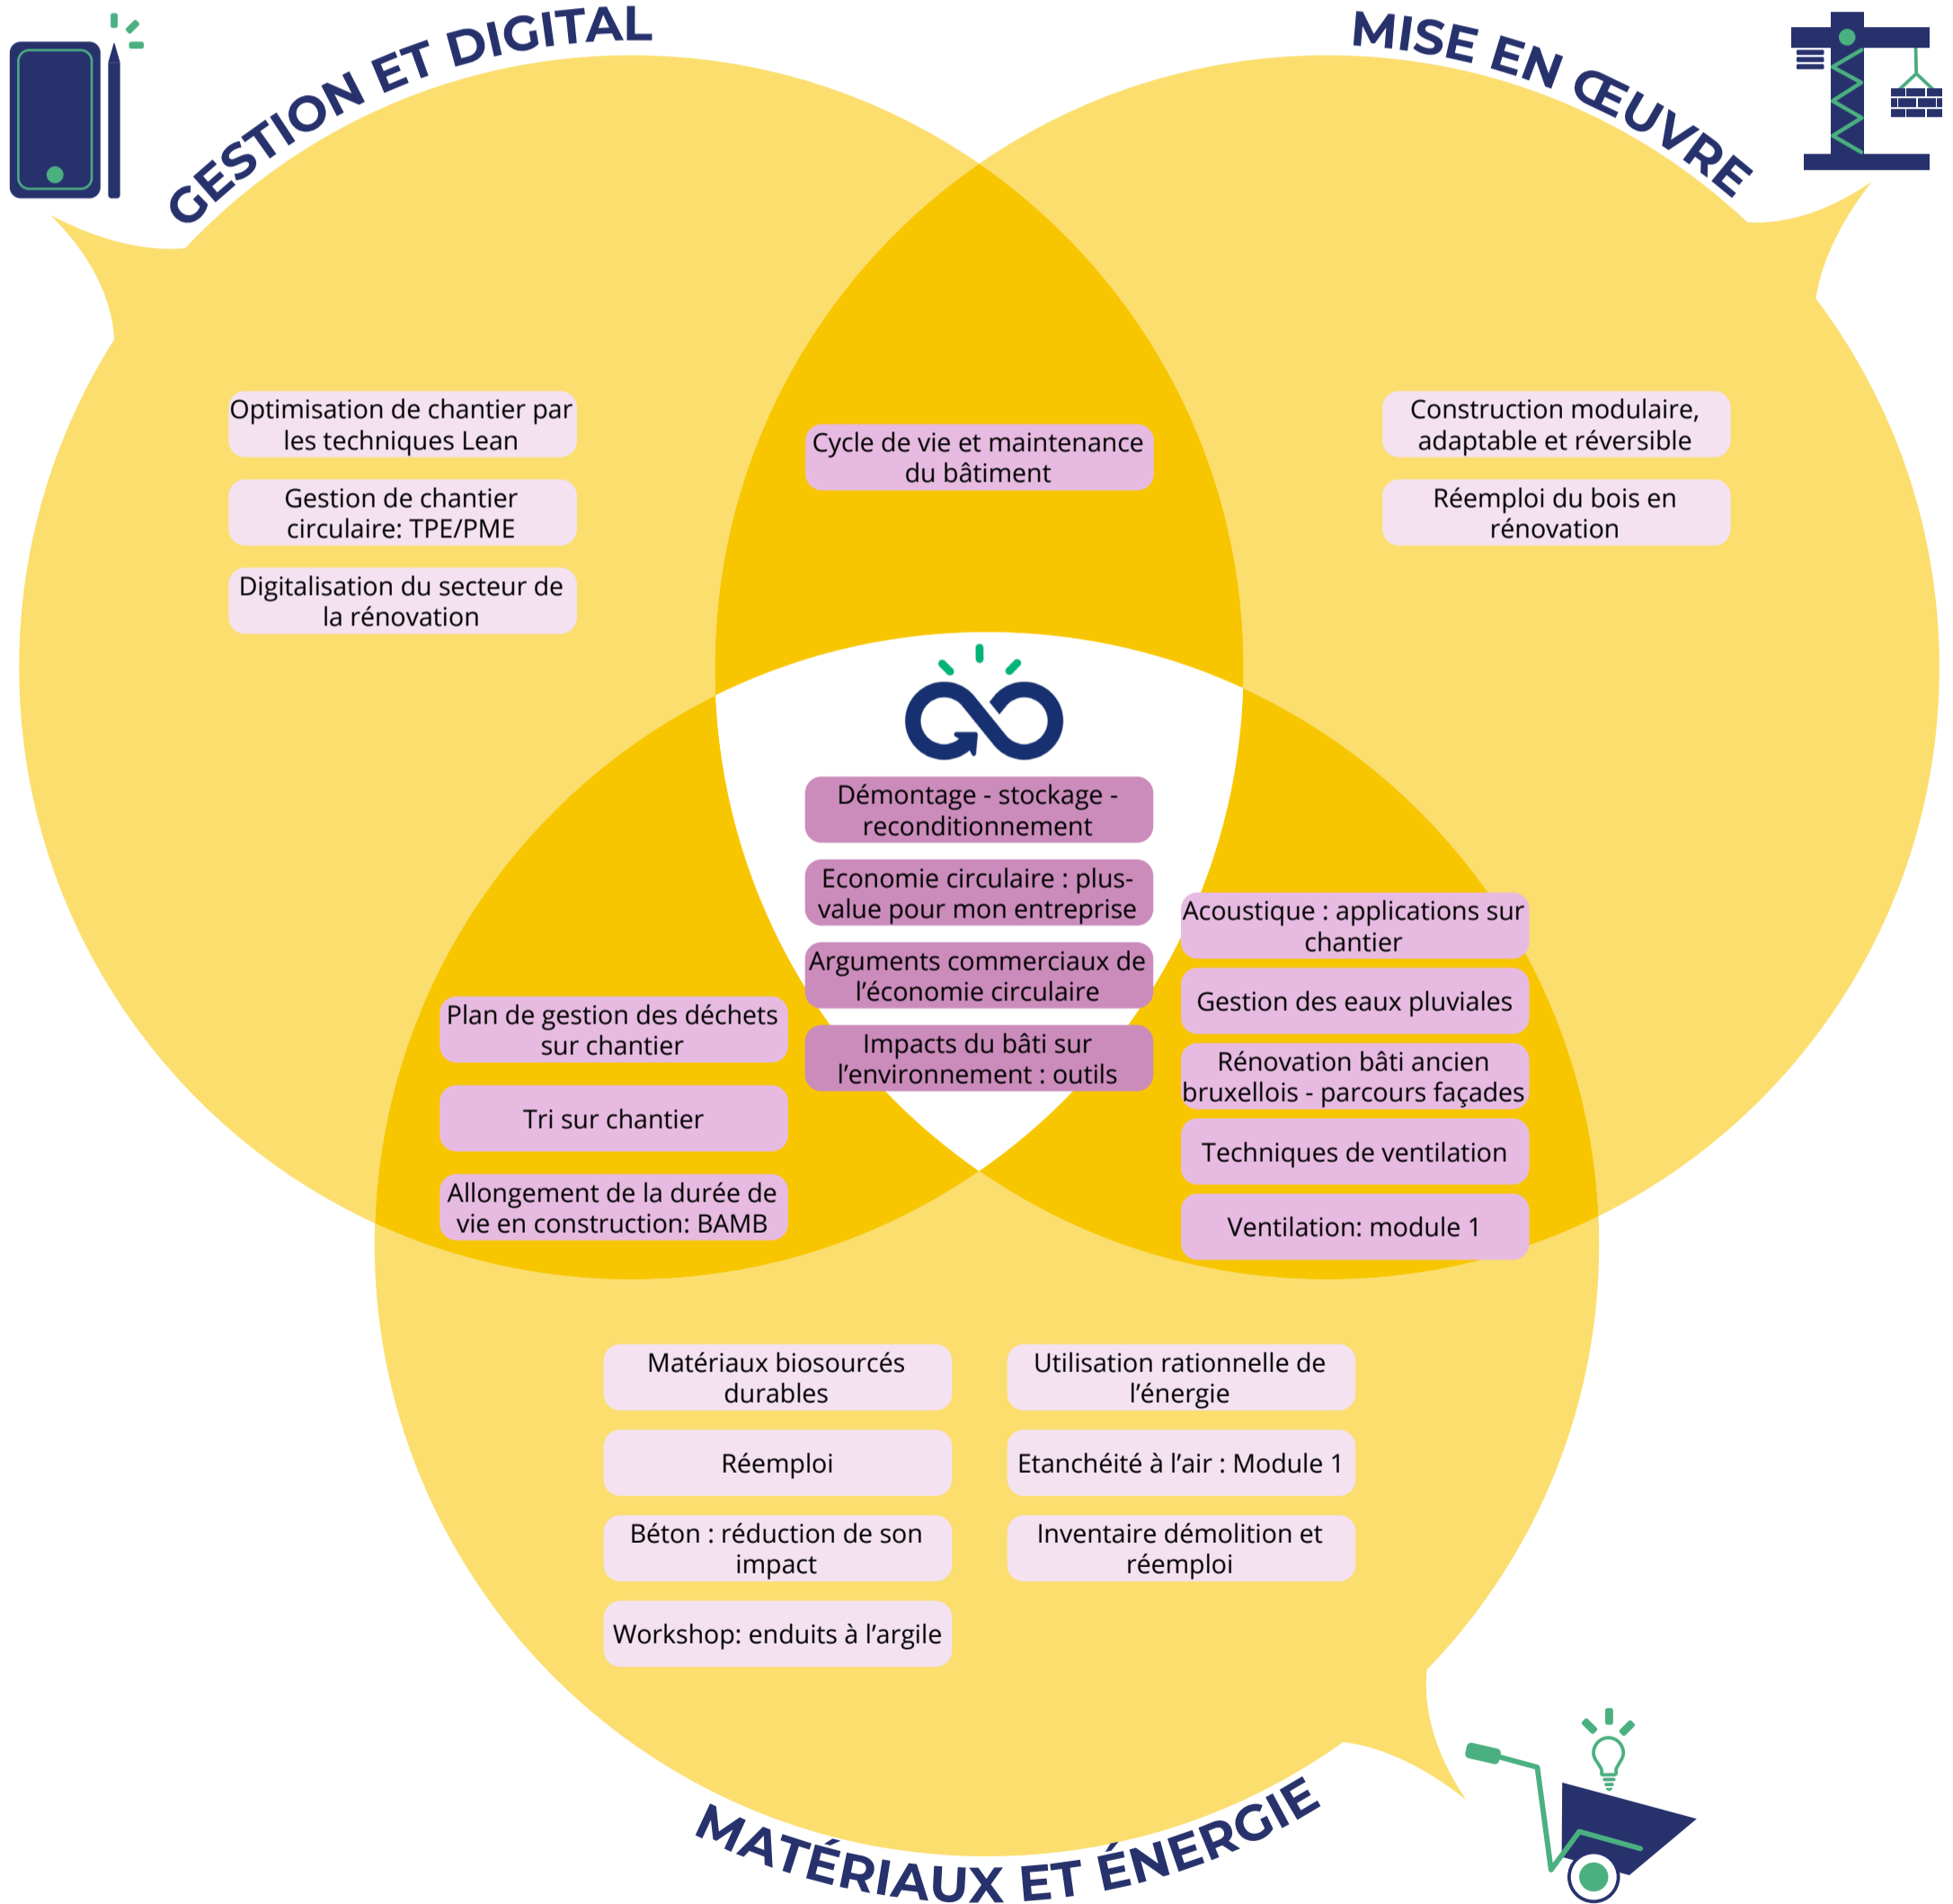 GESTION ET DIGITAL
MISE EN ŒUVRE
Optimisation de chantier par
les techniques Lean
Gestion de chantier
circulaire: TPE/PME
Digitalisation du secteur de
la rénovation
Cycle de vie et maintenance
du bâtiment
Construction modulaire,
adaptable et réversible
Réemploi du bois en
rénovation
Démontage - stockage -
reconditionnement
Economie circulaire : plus-
value pour mon entreprise
Arguments commerciaux de
l’économie circulaire
Impacts du bâti sur
l’environnement : outils
Plan de gestion des déchets
sur chantier
Tri sur chantier
Allongement de la durée de
vie en construction: BAMB
Acoustique : applications sur
chantier
Gestion des eaux pluviales
Rénovation bâti ancien
bruxellois - parcours façades
Techniques de ventilation
Ventilation: module 1
Matériaux biosourcés
durables
Réemploi
Béton : réduction de son
impact
Workshop: enduits à l’argile
Utilisation rationnelle de
l’énergie
Etanchéité à l’air : Module 1
Inventaire démolition et
réemploi
MATÉRIAUX ET ÉNERGIE